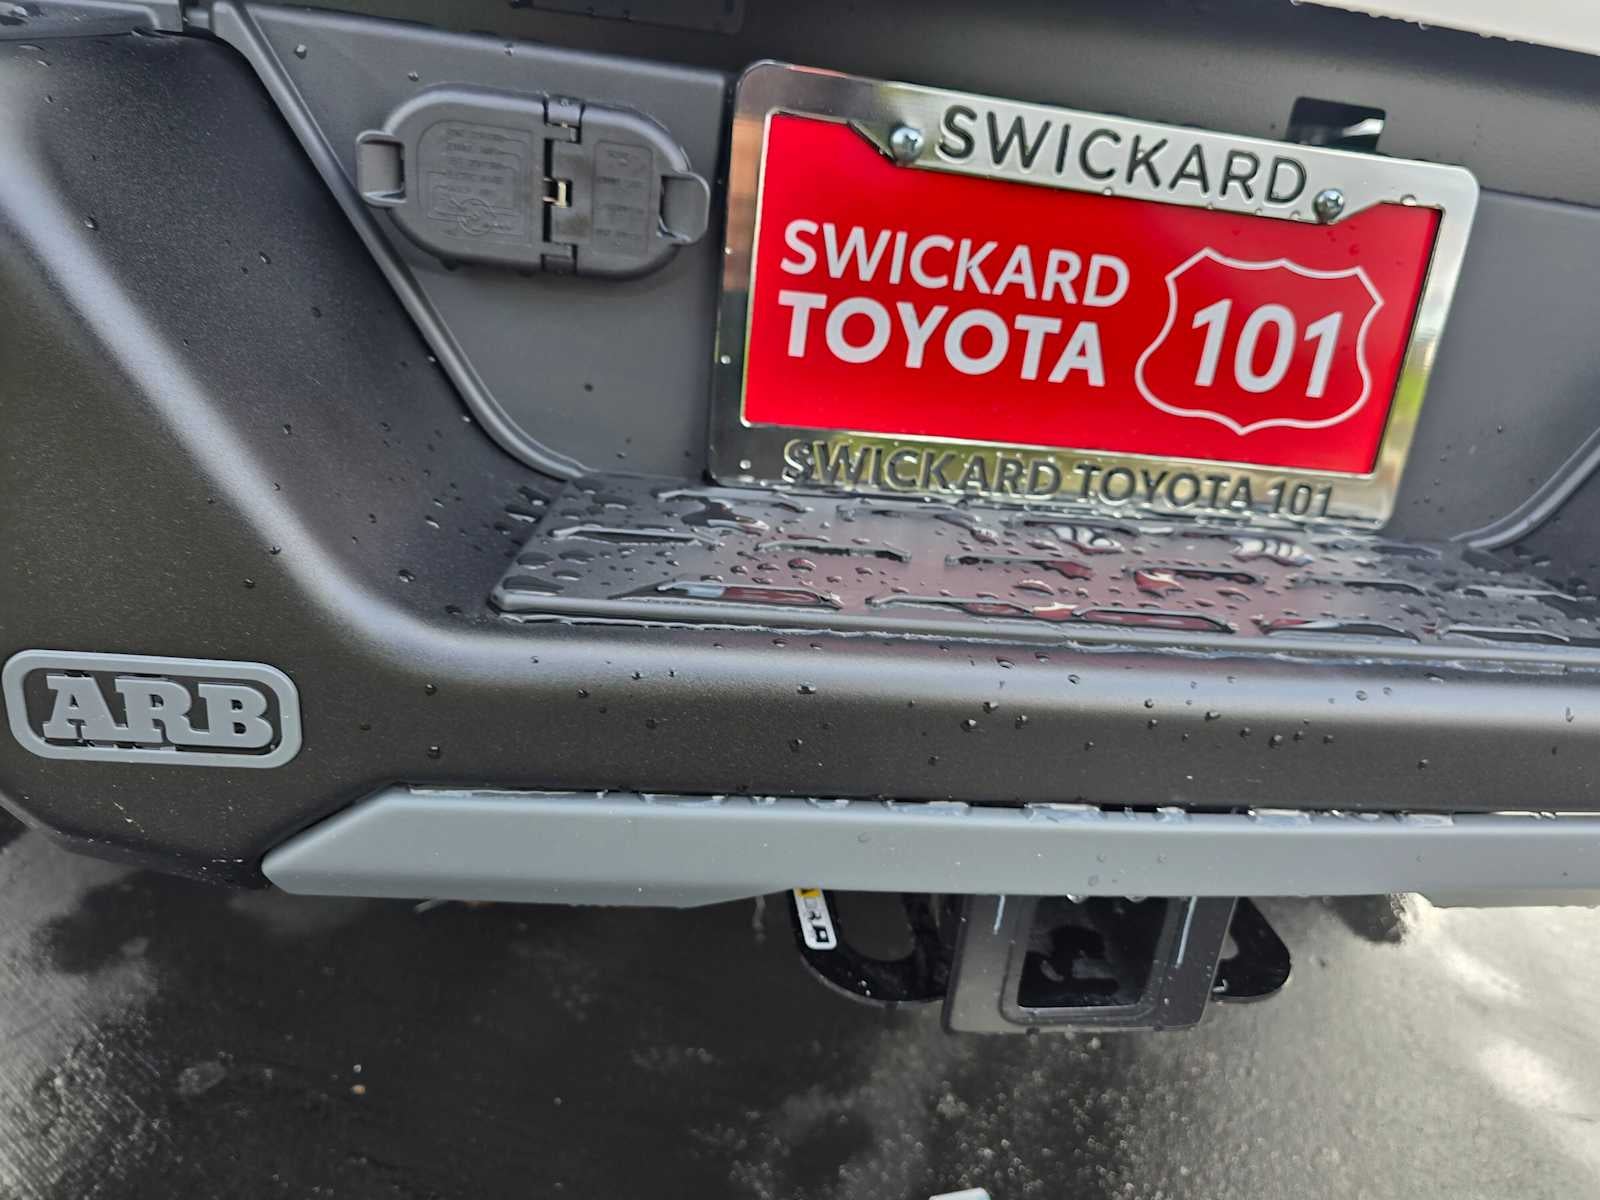 SWICKARD
SWICKARD
TOYOTA
101
SWICKARD TOYOTA 101
ARB